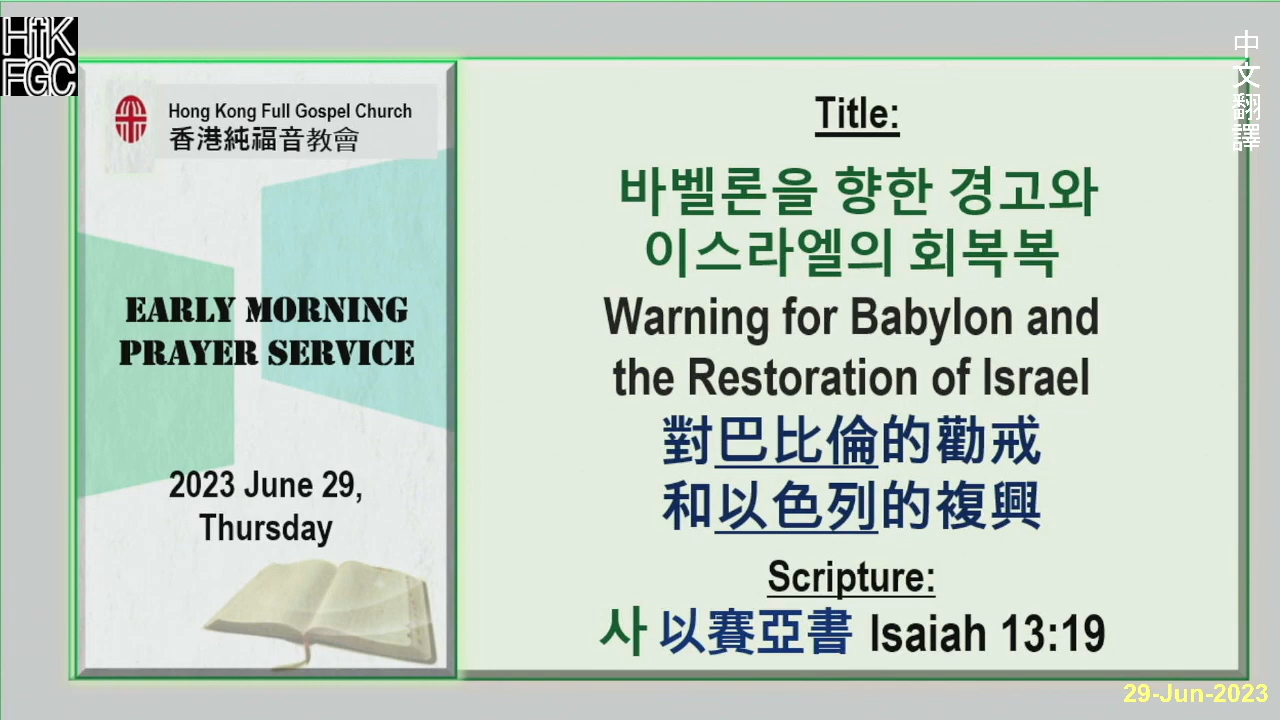 HfK
FGC
Hong Kong Full Gospel Church
香港純福音教會
EARLY MORNING
PRAYER SERVICE
2023 June 29,
Thursday
Title:
바벨론을 향한 경고와
이스라엘의 회복복
Warning for Babylon and
the Restoration of Israel
對巴比倫的勸戒
和以色列的複興
Scripture:
사 以賽亞書 Isaiah 13:19
中文翻譯
29-Jun-2023